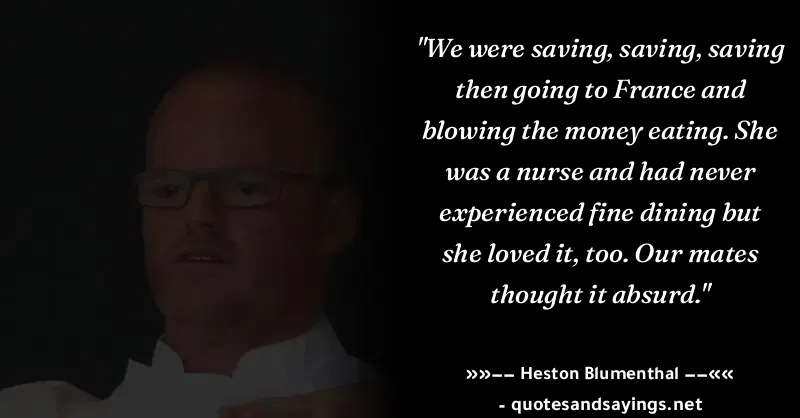 "We were saving, saving, saving
then going to France and
blowing the money eating. She
was a nurse and had never
experienced fine dining but
she loved it, too. Our mates
thought it absurd."
»»–– Heston Blumenthal ––««
- quotesandsayings.net